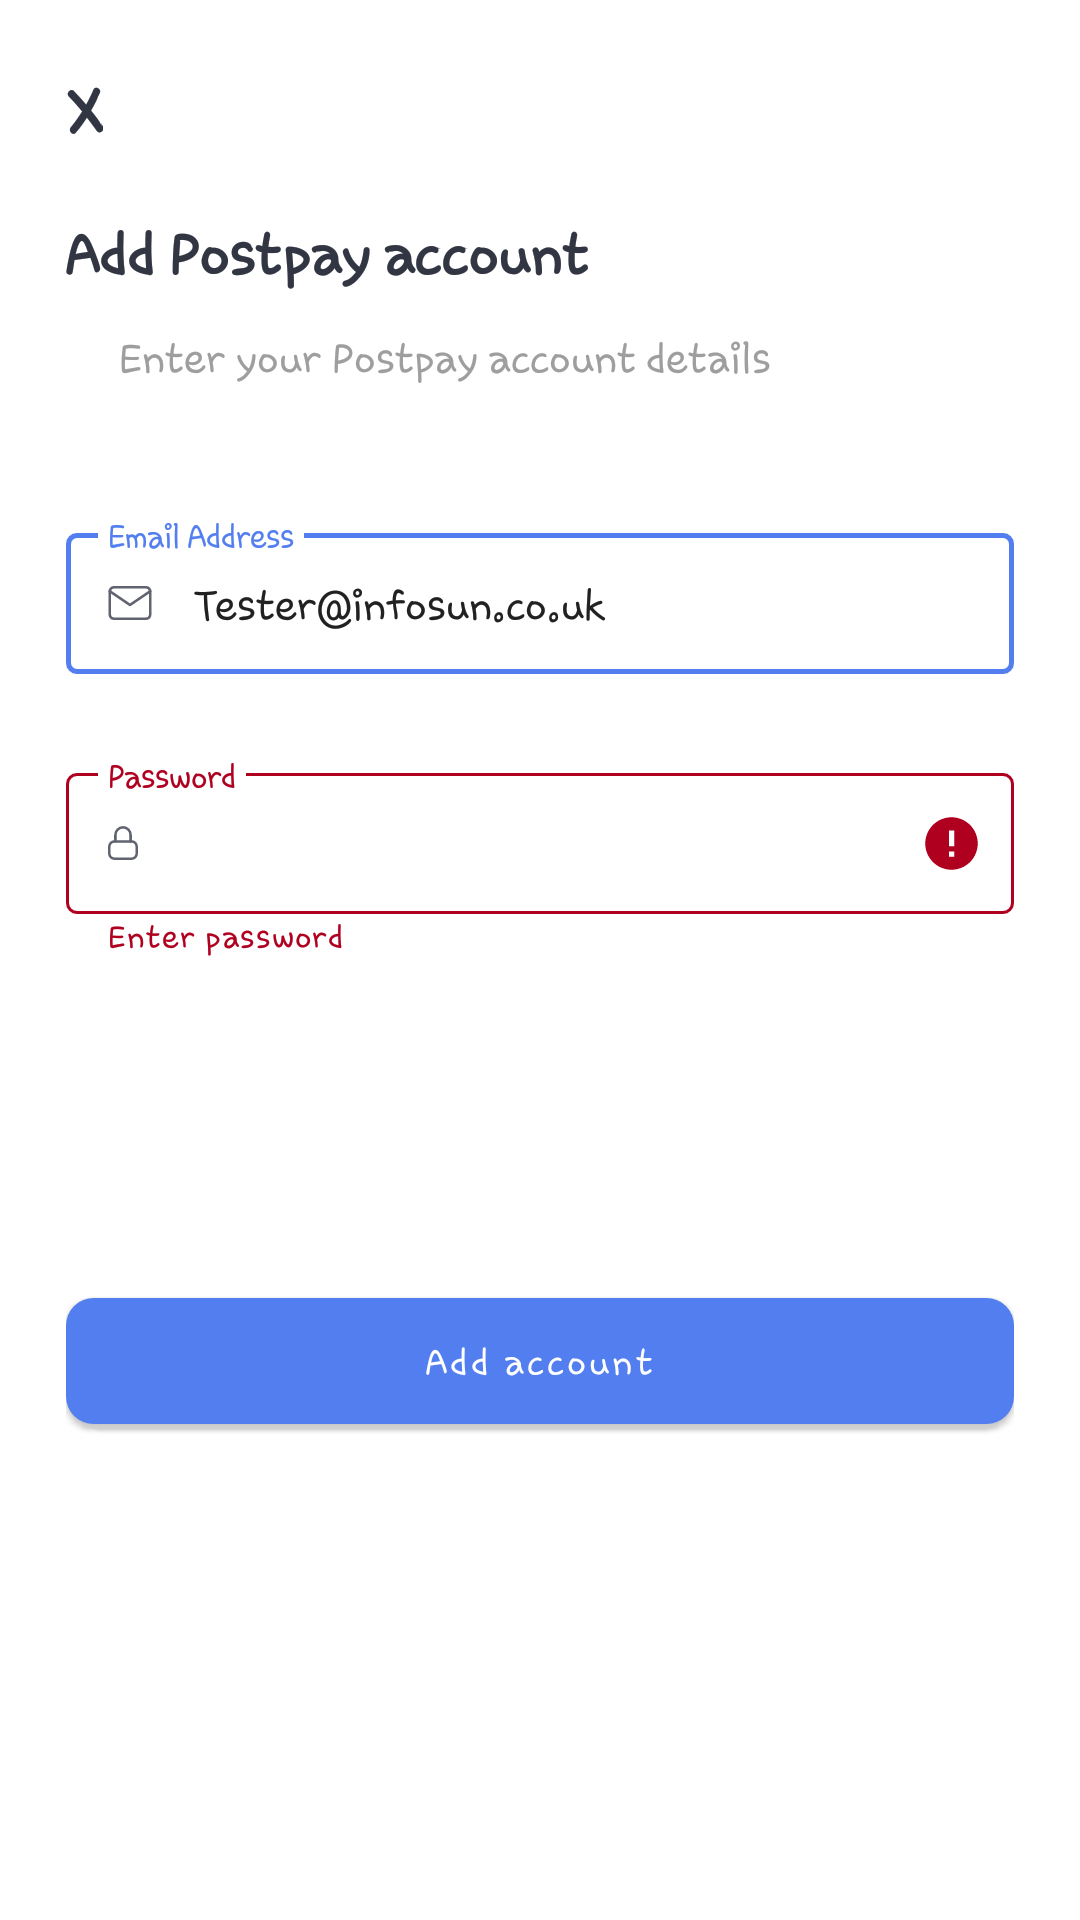 X
Add Postpay account
Enter your Postpay account details
Email Address
Tester@infosun.co.uk
Password
!
Enter password
Add account